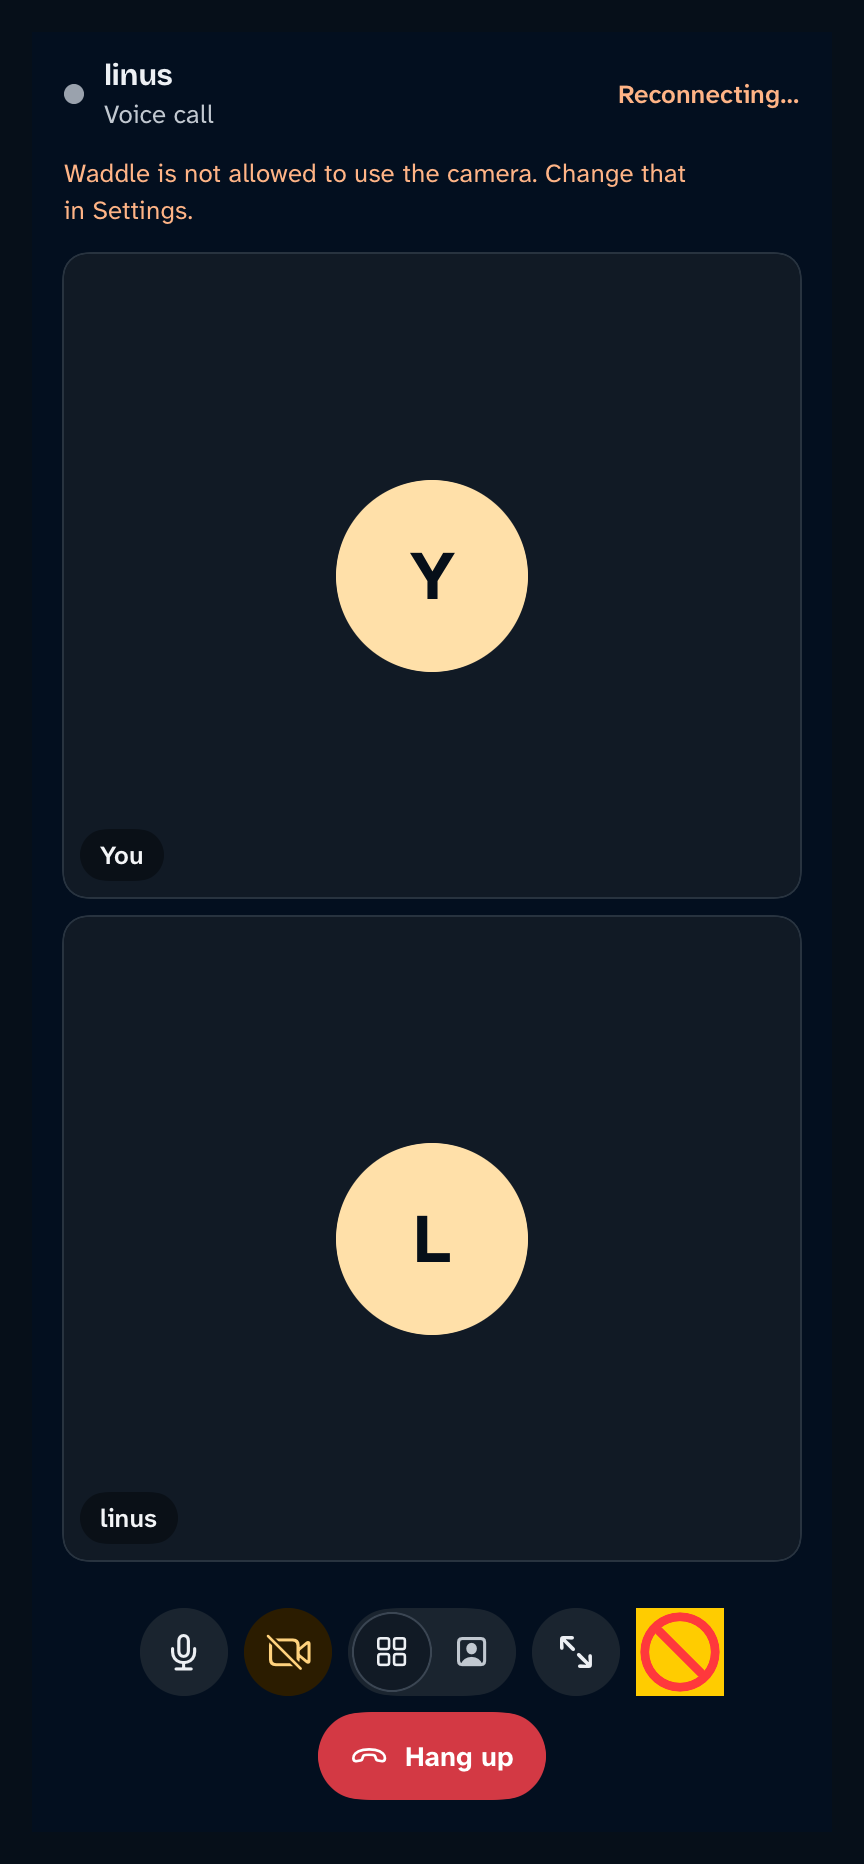 linus
Voice call
Reconnecting...
Waddle is not allowed to use the camera. Change that
in Settings.
Y
You
L
linus
Hang up